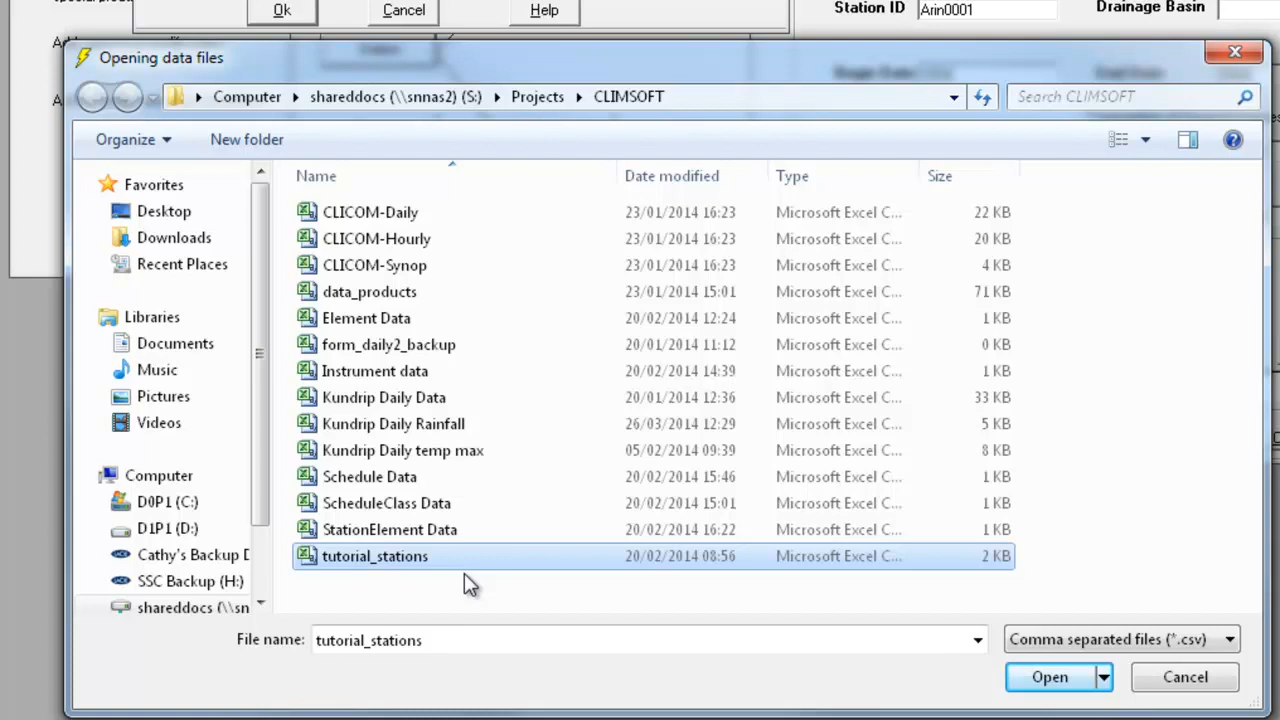 Ok Cancel Help Station ID Arin0001 Drainage Basin
Opening data files
Computer shareddocs (\\snnas2) (S:) Projects CLIMSOFT Search CLIMSOFT
Organize New folder
Name Date modified Type Size
Favorites
Desktop
Downloads
Recent Places
Libraries
Documents
Music
Pictures
Videos
Computer
D0P1 (C:)
D1P1 (D:)
Cathy's Backup D
SSC Backup (H:)
shareddocs (\\sn
CLICOM-Daily 23/01/2014 16:23 Microsoft Excel C... 22 KB
CLICOM-Hourly 23/01/2014 16:23 Microsoft Excel C... 20 KB
CLICOM-Synop 23/01/2014 16:23 Microsoft Excel C... 4 KB
data_products 23/01/2014 15:01 Microsoft Excel C... 71 KB
Element Data 20/02/2014 12:24 Microsoft Excel C... 1 KB
form_daily2_backup 20/01/2014 11:12 Microsoft Excel C... 0 KB
Instrument data 20/02/2014 14:39 Microsoft Excel C... 1 KB
Kundrip Daily Data 20/01/2014 12:36 Microsoft Excel C... 33 KB
Kundrip Daily Rainfall 26/03/2014 12:29 Microsoft Excel C... 5 KB
Kundrip Daily temp max 05/02/2014 09:39 Microsoft Excel C... 8 KB
Schedule Data 20/02/2014 15:46 Microsoft Excel C... 1 KB
ScheduleClass Data 20/02/2014 15:01 Microsoft Excel C... 1 KB
StationElement Data 20/02/2014 16:22 Microsoft Excel C... 1 KB
tutorial_stations 20/02/2014 08:56 Microsoft Excel C... 2 KB
File name: tutorial_stations Comma separated files (*.csv)
Open Cancel